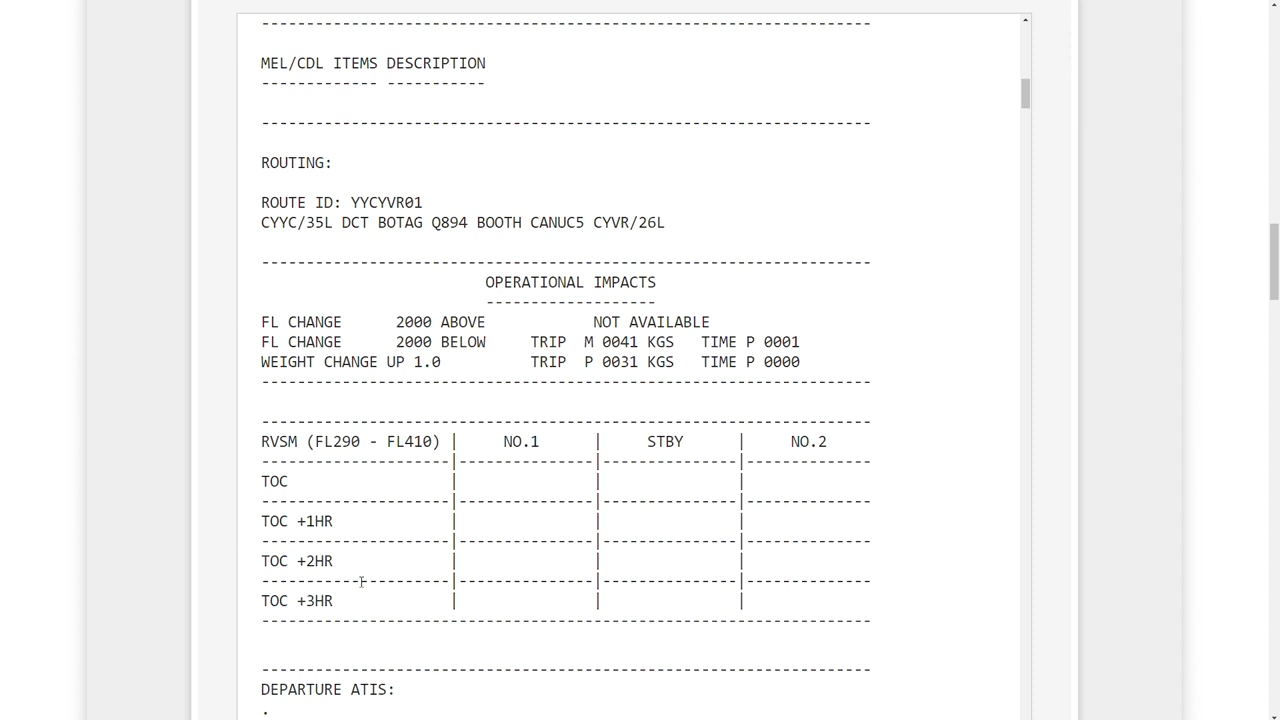 ----------------------------------------------------------------------
MEL/CDL ITEMS DESCRIPTION
------------- -----------
----------------------------------------------------------------------
ROUTING:
ROUTE ID: YYCYVR01
CYYC/35L DCT BOTAG Q894 BOOTH CANUC5 CYVR/26L
----------------------------------------------------------------------
OPERATIONAL IMPACTS
-------------------
FL CHANGE      2000 ABOVE            NOT AVAILABLE
FL CHANGE      2000 BELOW     TRIP  M 0041 KGS   TIME P 0001
WEIGHT CHANGE UP 1.0          TRIP  P 0031 KGS   TIME P 0000
----------------------------------------------------------------------
----------------------------------------------------------------------
RVSM (FL290 - FL410) |     NO.1      |     STBY      |     NO.2
---------------------|---------------|---------------|--------------
TOC                  |               |               |
---------------------|---------------|---------------|--------------
TOC +1HR             |               |               |
---------------------|---------------|---------------|--------------
TOC +2HR             |               |               |
---------------------|---------------|---------------|--------------
TOC +3HR             |               |               |
----------------------------------------------------------------------
----------------------------------------------------------------------
DEPARTURE ATIS:
.